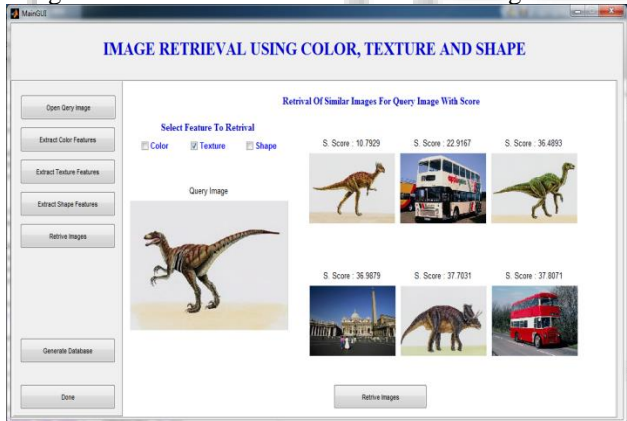 MainGUI
IMAGE RETRIEVAL USING COLOR, TEXTURE AND SHAPE
Open Qery Image
Extract Color Features
Extract Texture Features
Extract Shape Features
Retrive Images
Generate Database
Done
Retrival Of Similar Images For Query Image With Score
Select Feature To Retrival
Color Texture Shape
Query Image
S. Score : 10.7929 S. Score : 22.9167 S. Score : 36.4893
S. Score : 36.9879 S. Score : 37.7031 S. Score : 37.8071
Retrive Images